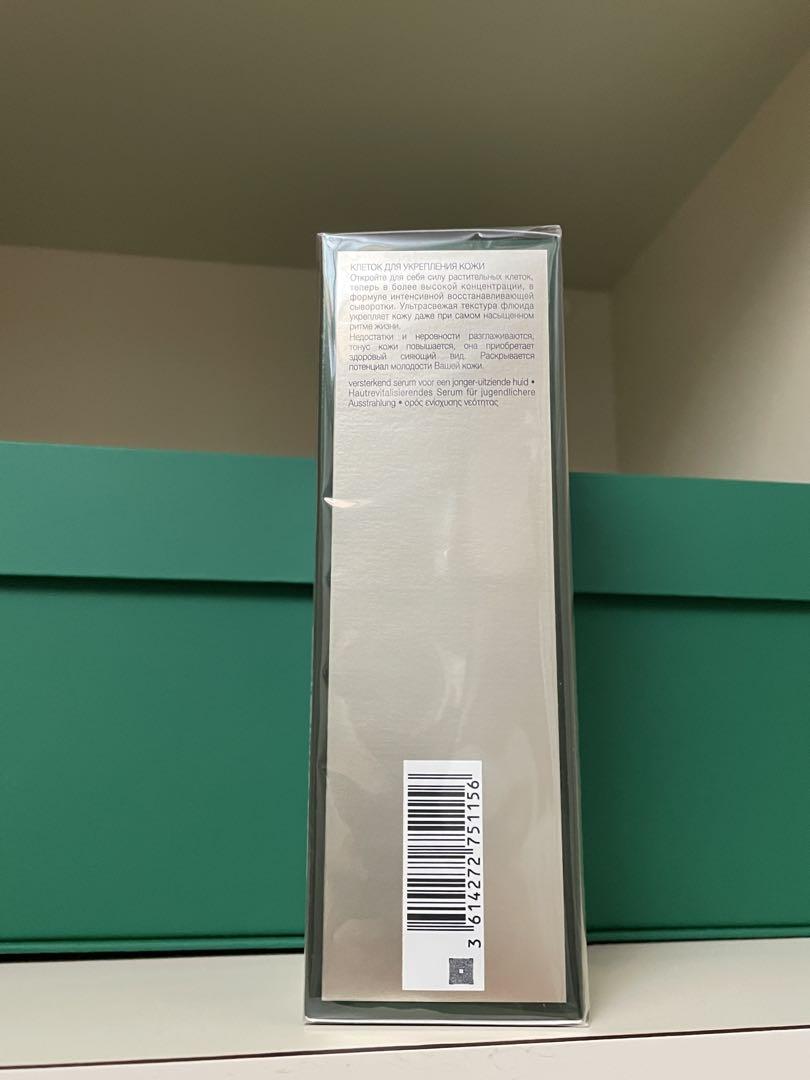 КЛЕТОК ДЛЯ УКРЕПЛЕНИЯ КОЖИ
Откройте для себя силу растительных клеток,
теперь в более высокой концентрации, в
формуле интенсивной восстанавливающей
сыворотки. Ультрасвежая текстура флюида
укрепляет кожу даже при самом насыщенном
ритме жизни.
Недостатки и неровности разглаживаются,
тонус кожи повышается, она приобретает
здоровый сияющий вид. Раскрывается
потенциал молодости Вашей кожи.
versterkend serum voor een jonger-uitziende huid •
Hautrevitalisierendes Serum für jugendlichere
Ausstrahlung • ορός ενίσχυσης νεότητας
3 614272 751156